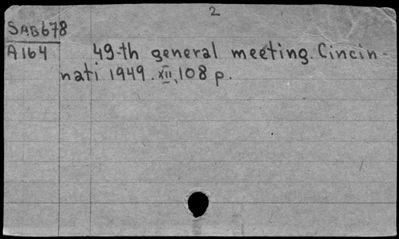 2
SAB678
A164 49-th general meeting. Cincin-
nati 1949. XII, 108 p.